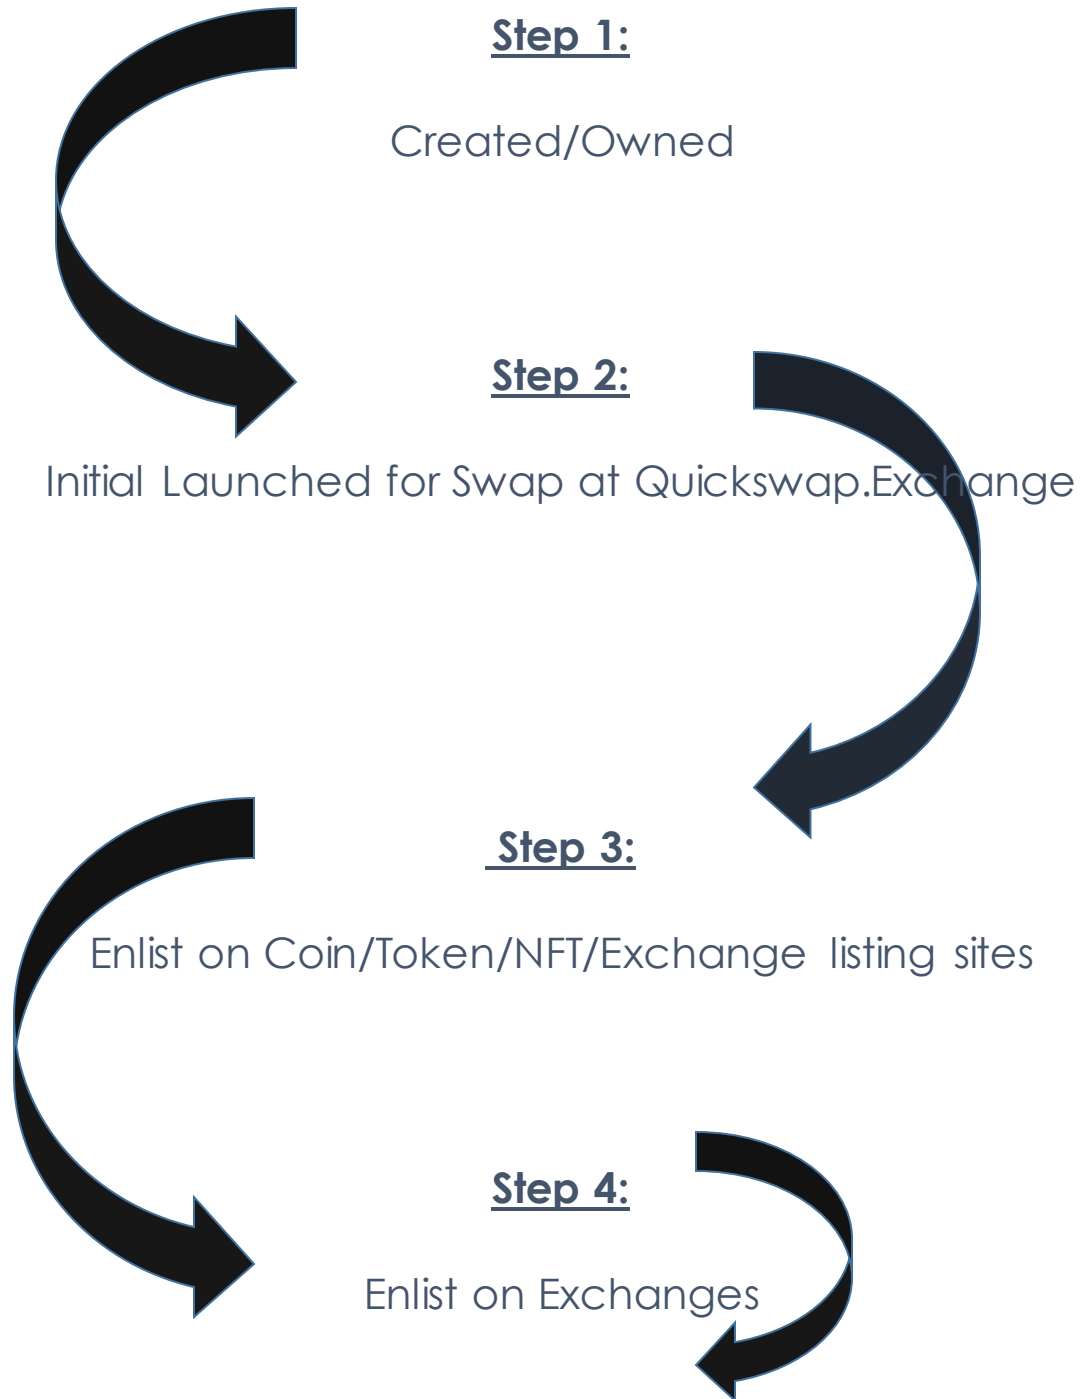 Step 1:
Created/Owned
Step 2:
Initial Launched for Swap at Quickswap.Exchange
Step 3:
Enlist on Coin/Token/NFT/Exchange listing sites
Step 4:
Enlist on Exchanges